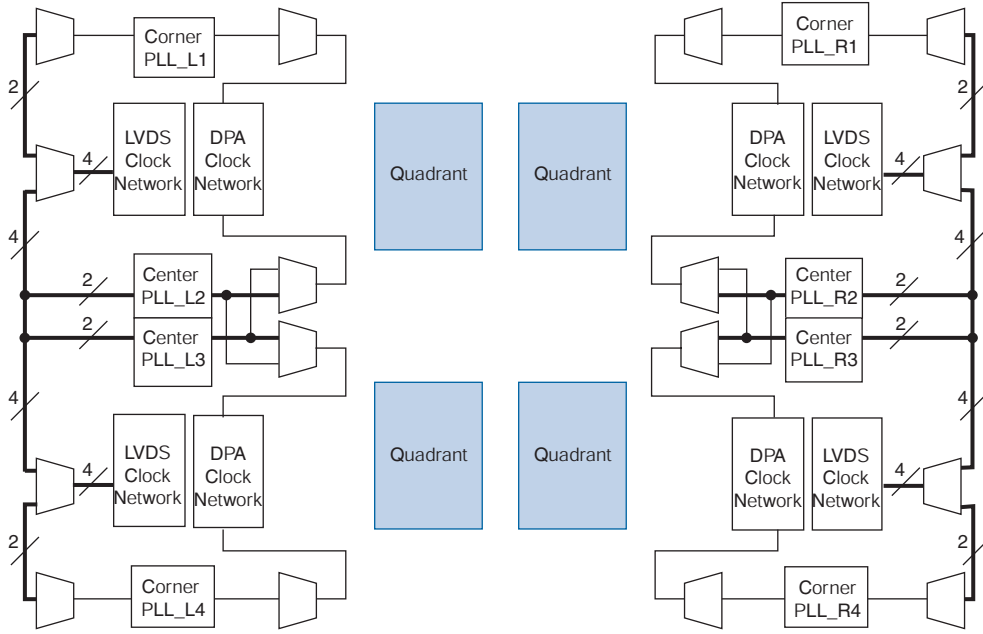 Corner
PLL_L1
Corner
PLL_R1
2
2
LVDS
Clock
Network
DPA
Clock
Network
Quadrant
Quadrant
DPA
Clock
Network
LVDS
Clock
Network
4
4
4
4
2
Center
PLL_L2
Center
PLL_R2
2
2
Center
PLL_L3
Center
PLL_R3
2
4
4
LVDS
Clock
Network
DPA
Clock
Network
Quadrant
Quadrant
DPA
Clock
Network
LVDS
Clock
Network
4
4
2
2
Corner
PLL_L4
Corner
PLL_R4